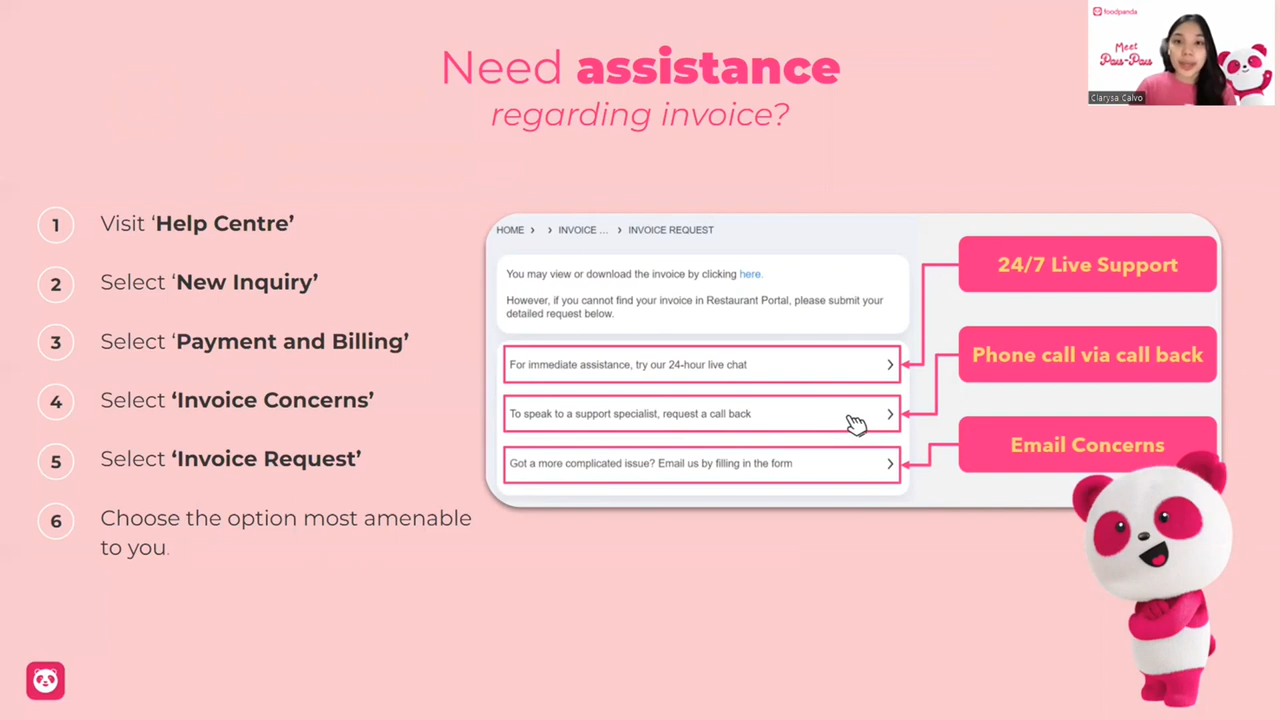 Need assistance
regarding invoice?
foodpanda
Meet
Pau-Pau
Clarysa Calvo
1 Visit ‘Help Centre’
2 Select ‘New Inquiry’
3 Select ‘Payment and Billing’
4 Select ‘Invoice Concerns’
5 Select ‘Invoice Request’
6 Choose the option most amenable
to you.
HOME > > INVOICE ... > INVOICE REQUEST
You may view or download the invoice by clicking here.
However, if you cannot find your invoice in Restaurant Portal, please submit your
detailed request below.
For immediate assistance, try our 24-hour live chat
To speak to a support specialist, request a call back
Got a more complicated issue? Email us by filling in the form
24/7 Live Support
Phone call via call back
Email Concerns